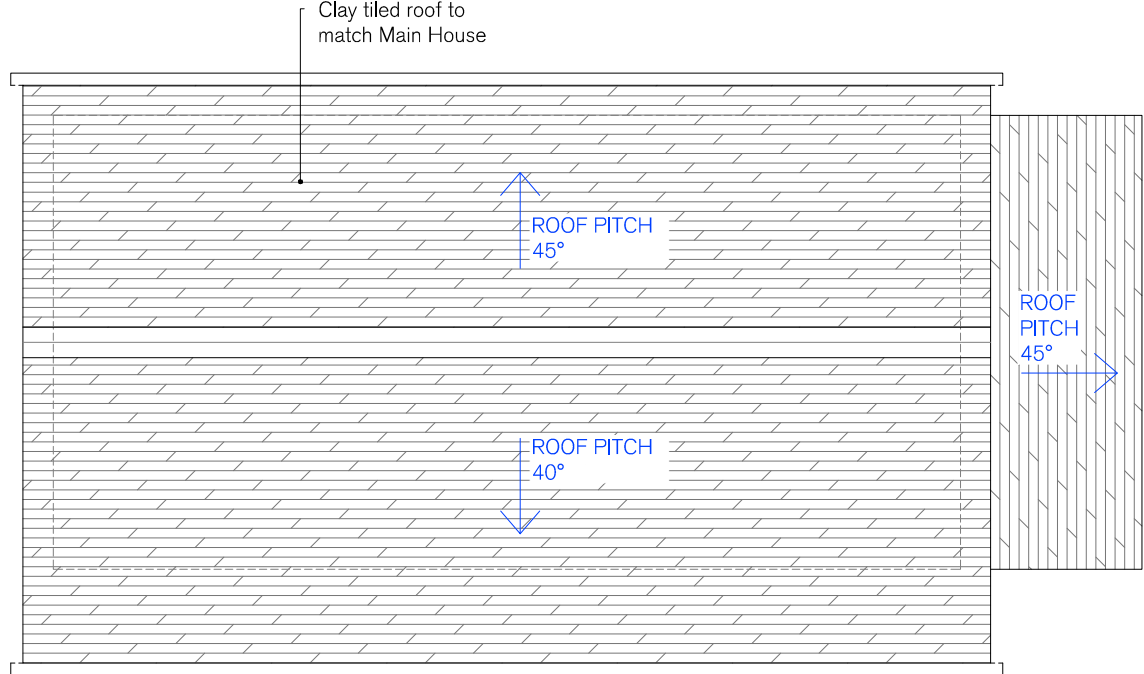 Clay tiled roof to
match Main House
ROOF PITCH
45°
ROOF
PITCH
45°
ROOF PITCH
40°